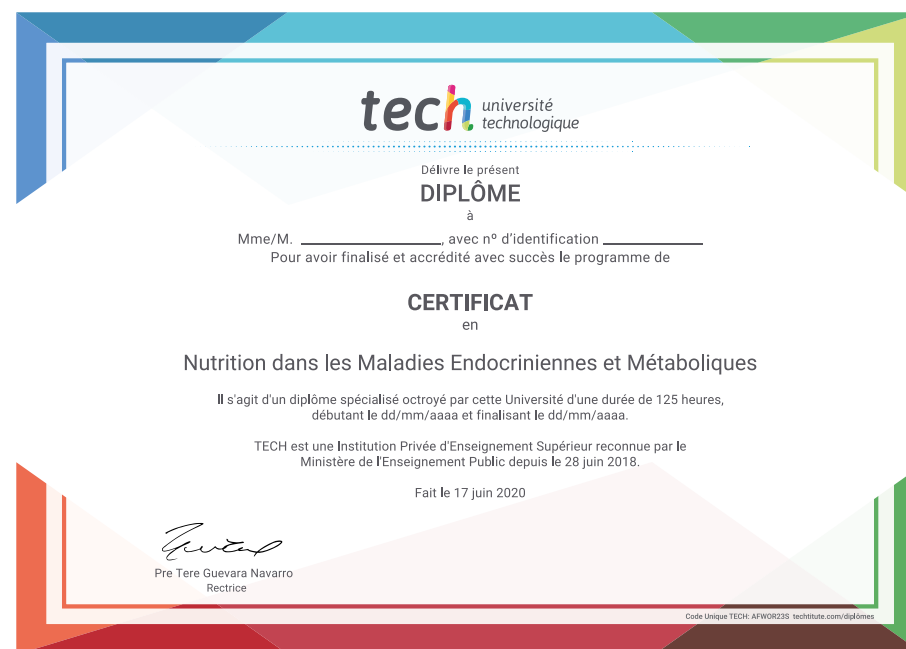 tech université
technologique
Délivre le présent
DIPLÔME
à
Mme/M. ____________________, avec nº d'identification ______________
Pour avoir finalisé et accrédité avec succès le programme de
CERTIFICAT
en
Nutrition dans les Maladies Endocriniennes et Métaboliques
Il s'agit d'un diplôme spécialisé octroyé par cette Université d'une durée de 125 heures,
débutant le dd/mm/aaaa et finalisant le dd/mm/aaaa.
TECH est une Institution Privée d'Enseignement Supérieur reconnue par le
Ministère de l'Enseignement Public depuis le 28 juin 2018.
Fait le 17 juin 2020
Pre Tere Guevara Navarro
Rectrice
Code Unique TECH: AFWOR23S techtitute.com/diplômes